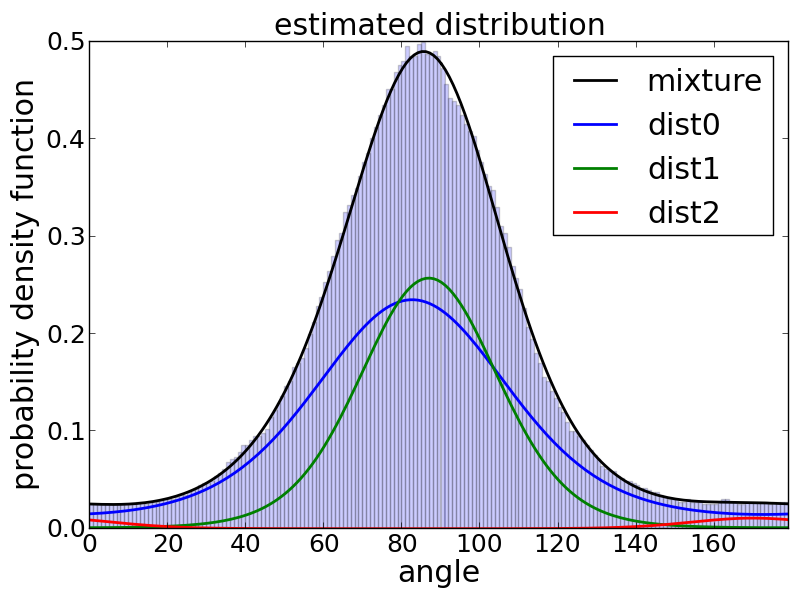 estimated distribution
probability density function
0.5
0.4
0.3
0.2
0.1
0.0
mixture
dist0
dist1
dist2
0 20 40 60 80 100 120 140 160
angle